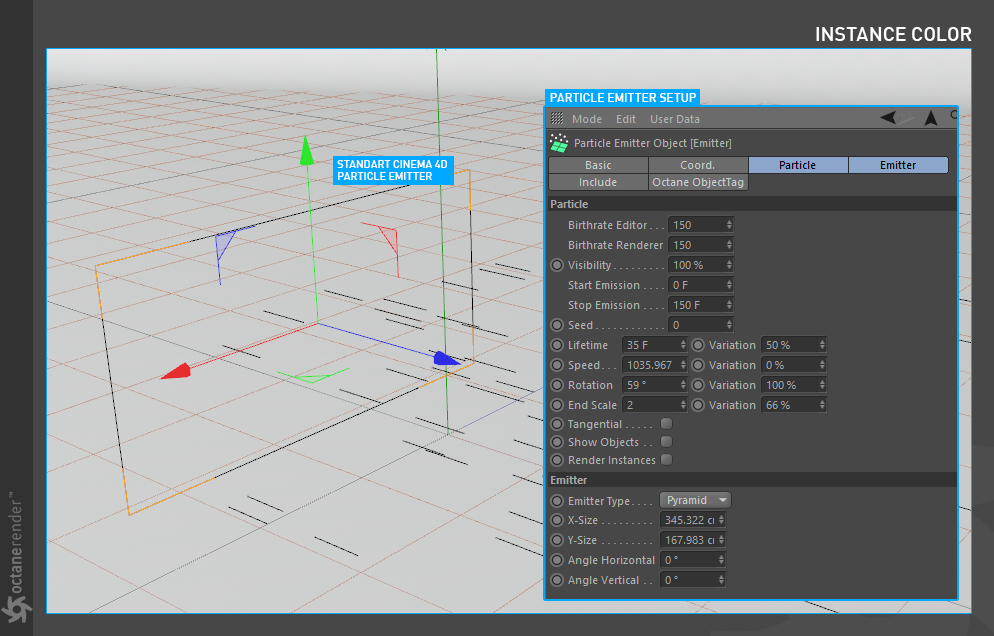 INSTANCE COLOR
PARTICLE EMITTER SETUP
Mode Edit User Data
Particle Emitter Object [Emitter]
Basic Coord. Particle Emitter
Include Octane ObjectTag
STANDART CINEMA 4D
PARTICLE EMITTER
Particle
Birthrate Editor . . . 150
Birthrate Renderer 150
Visibility . . . . . . . . . 100 %
Start Emission . . . . 0 F
Stop Emission . . . . 150 F
Seed . . . . . . . . . . . . 0
Lifetime 35 F Variation 50 %
Speed . . . 1035.967 Variation 0 %
Rotation 59 ° Variation 100 %
End Scale 2 Variation 66 %
Tangential . . . . .
Show Objects . .
Render Instances
Emitter
Emitter Type . . . . Pyramid
X-Size . . . . . . . . . 345.322 c
Y-Size . . . . . . . . . 167.983 c
Angle Horizontal 0 °
Angle Vertical . . 0 °
octanerender™